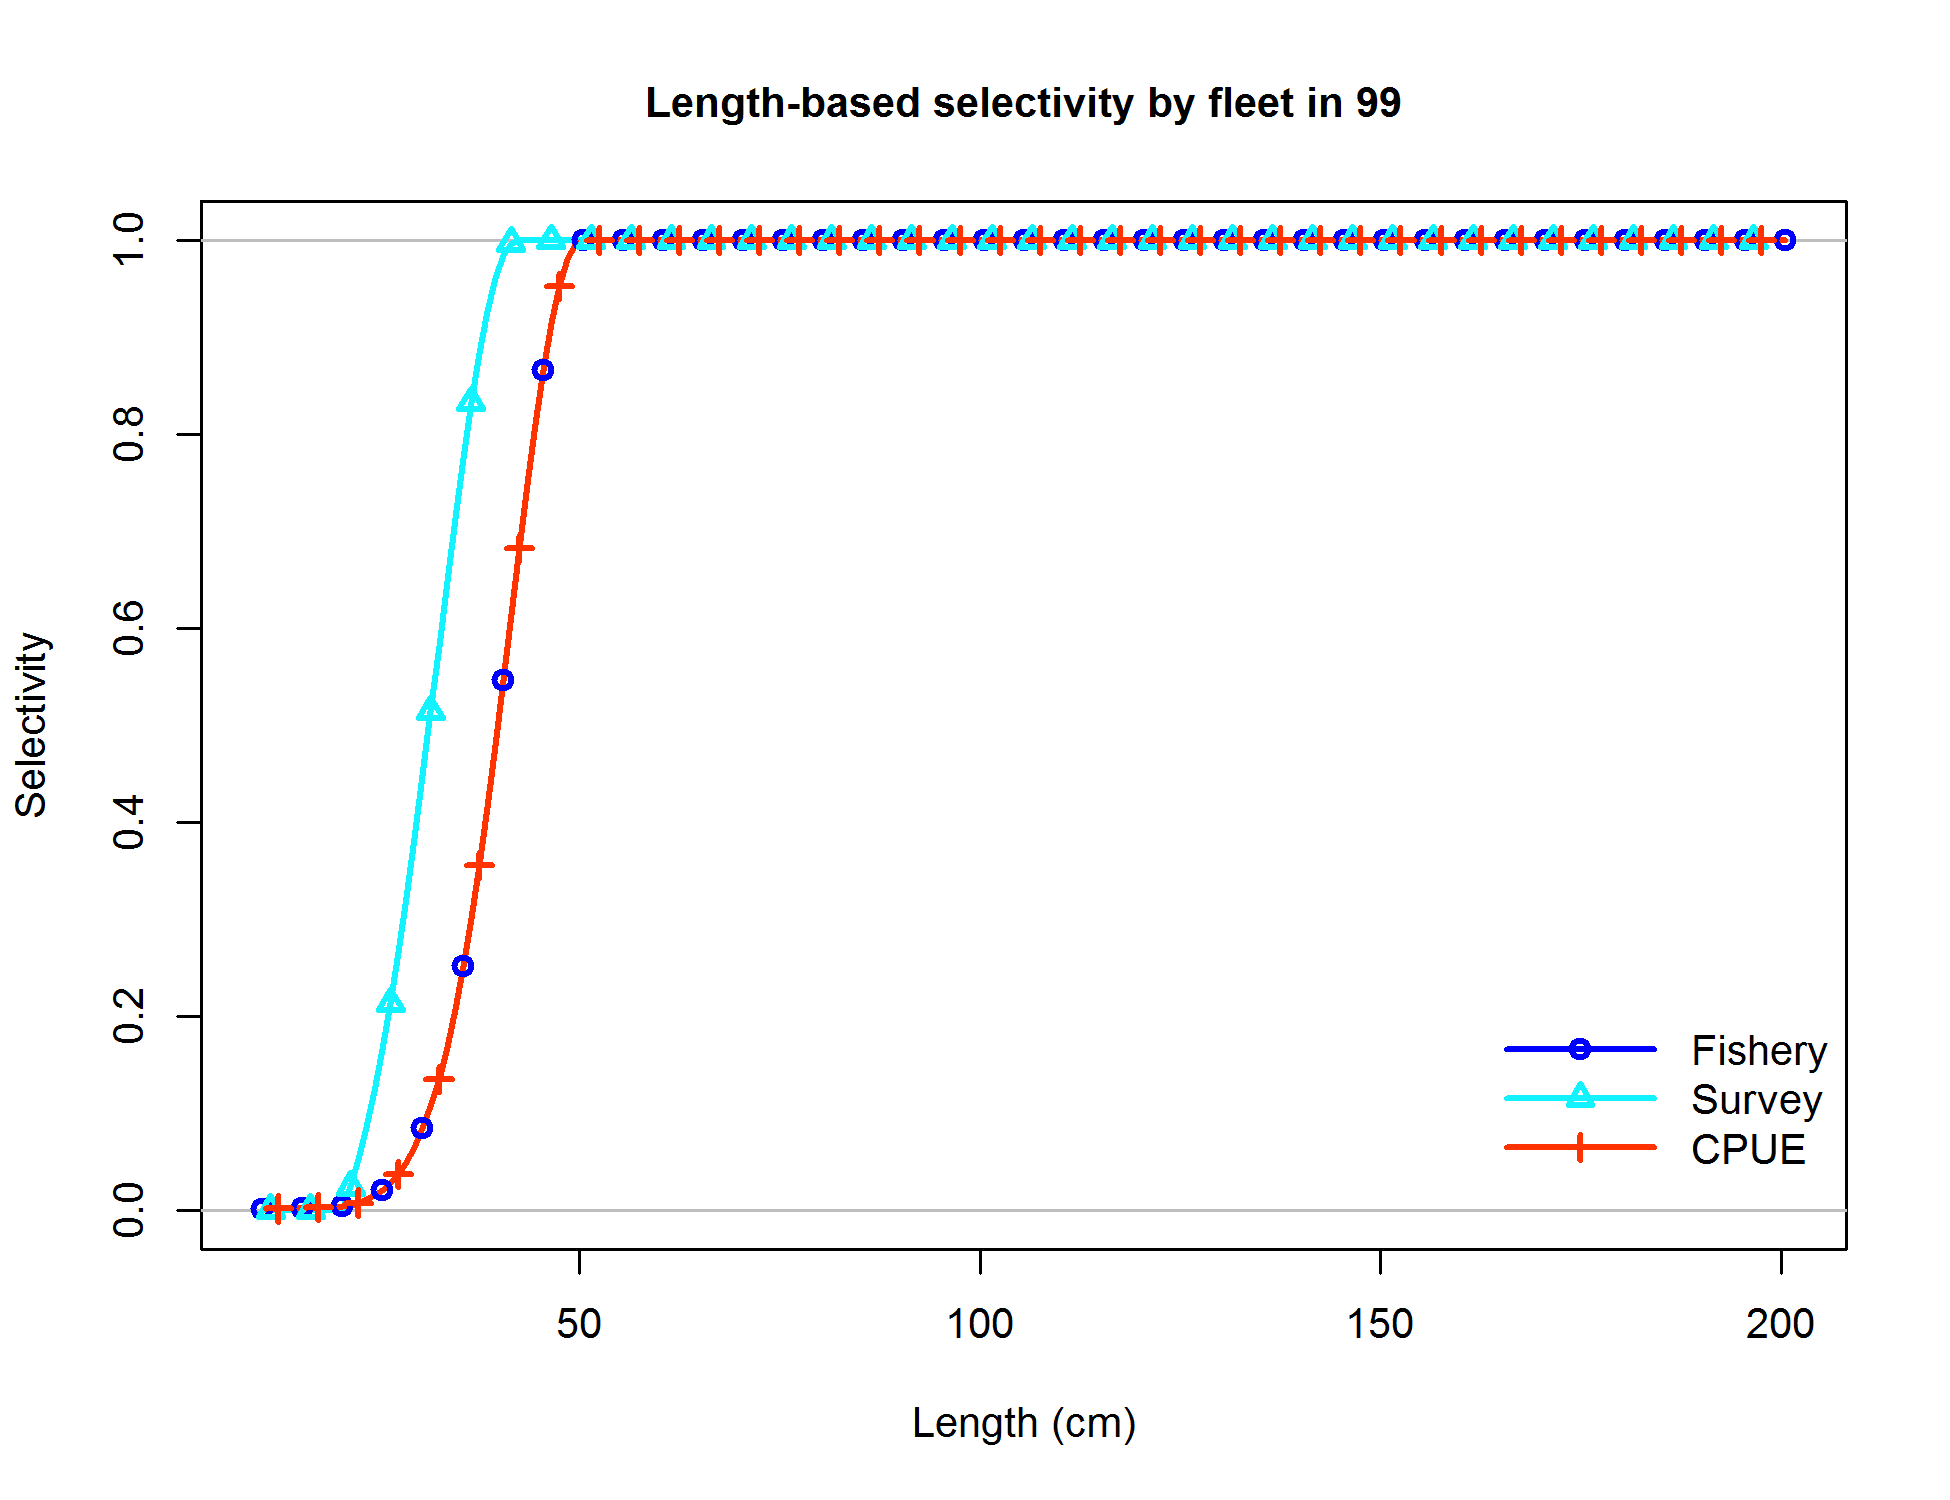 Length-based selectivity by fleet in 99
Selectivity
1.0
0.8
0.6
0.4
0.2
0.0
Fishery
Survey
CPUE
50 100 150 200
Length (cm)